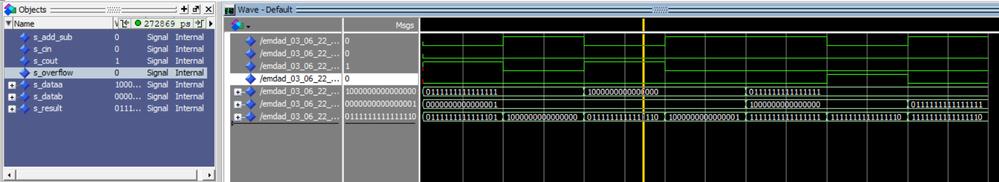 Objects
Name 272869 ps
s_add_sub 0 Signal Internal
s_cin 0 Signal Internal
s_cout 1 Signal Internal
s_overflow 0 Signal Internal
s_dataa 1000... Signal Internal
s_datab 0000... Signal Internal
s_result 0111... Signal Internal
Wave - Default
Msgs
/emdad_03_06_22_... 0
/emdad_03_06_22_... 0
/emdad_03_06_22_... 1
/emdad_03_06_22_... 0
/emdad_03_06_22_... 1000000000000000 0111111111111111 1000000000000000 0111111111111111
/emdad_03_06_22_... 0000000000000001 0000000000000001 1000000000000000 0111111111111111
/emdad_03_06_22_... 0111111111111110 0111111111111101 1000000000000000 0111111111111110 1000000000000001 1111111111111111 1111111111111110 1111111111111110